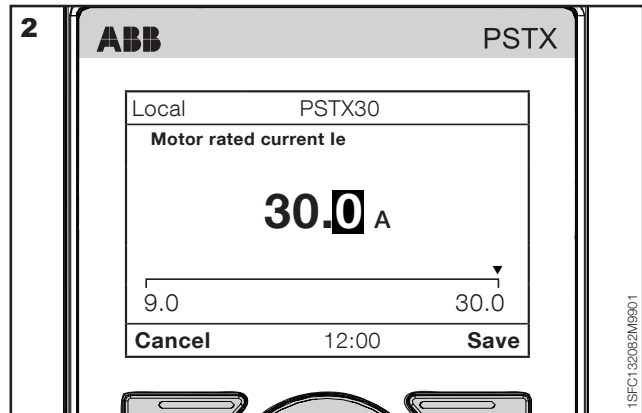 2
ABB PSTX
Local PSTX30
Motor rated current Ie
30.0 A
9.0 30.0
Cancel 12:00 Save
1SFC132082M9901